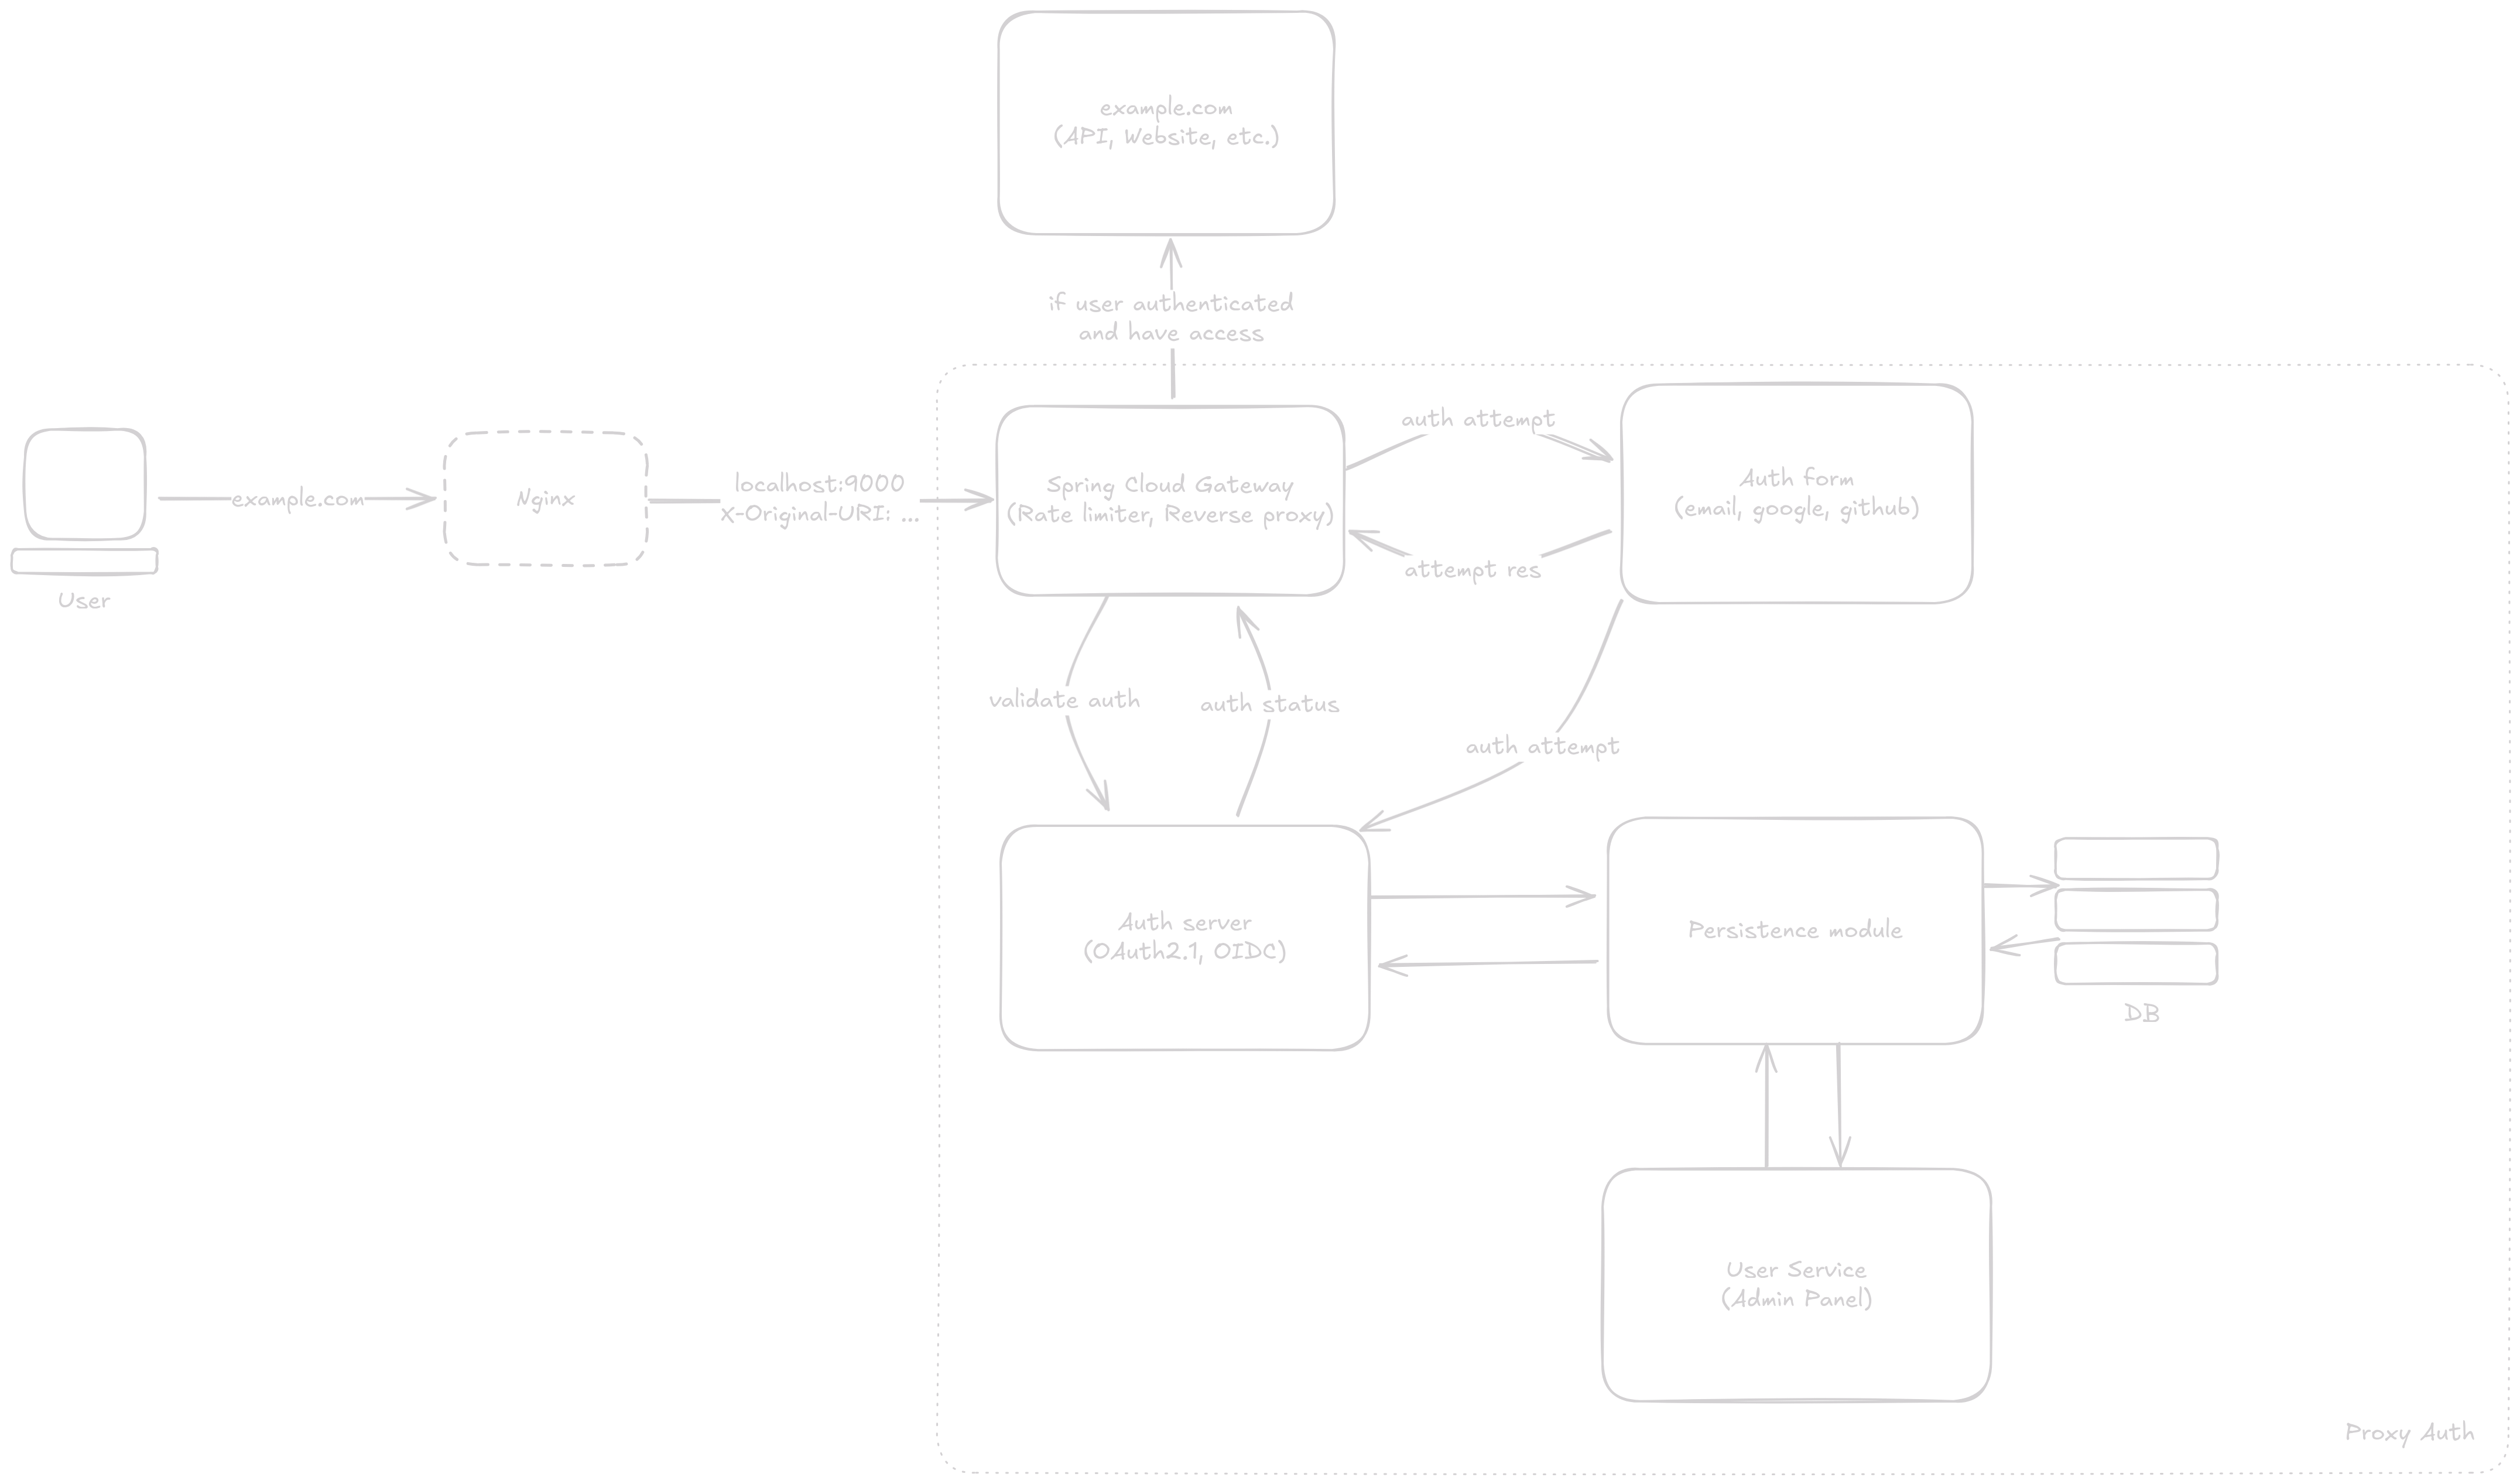 example.com
(API, Website, etc.)
if user authenticated
and have access
auth attempt
example.com
Nginx
localhost:9000
X-Original-URI: ...
Spring Cloud Gateway
(Rate limiter, Reverse proxy)
Auth form
(email, google, github)
attempt res
User
validate auth
auth status
auth attempt
Auth server
(OAuth2.1, OIDC)
Persistence module
DB
User Service
(Admin Panel)
Proxy Auth